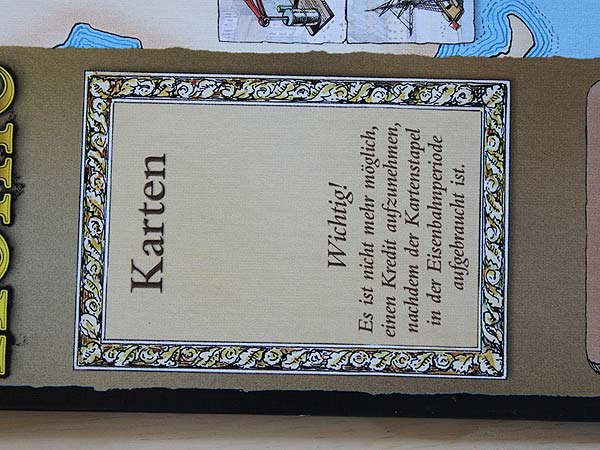 Karten
Wichtig!
Es ist nicht mehr möglich,
einen Kredit aufzunehmen,
nachdem der Kartenstapel
in der Eisenbahnperiode
aufgebraucht ist.